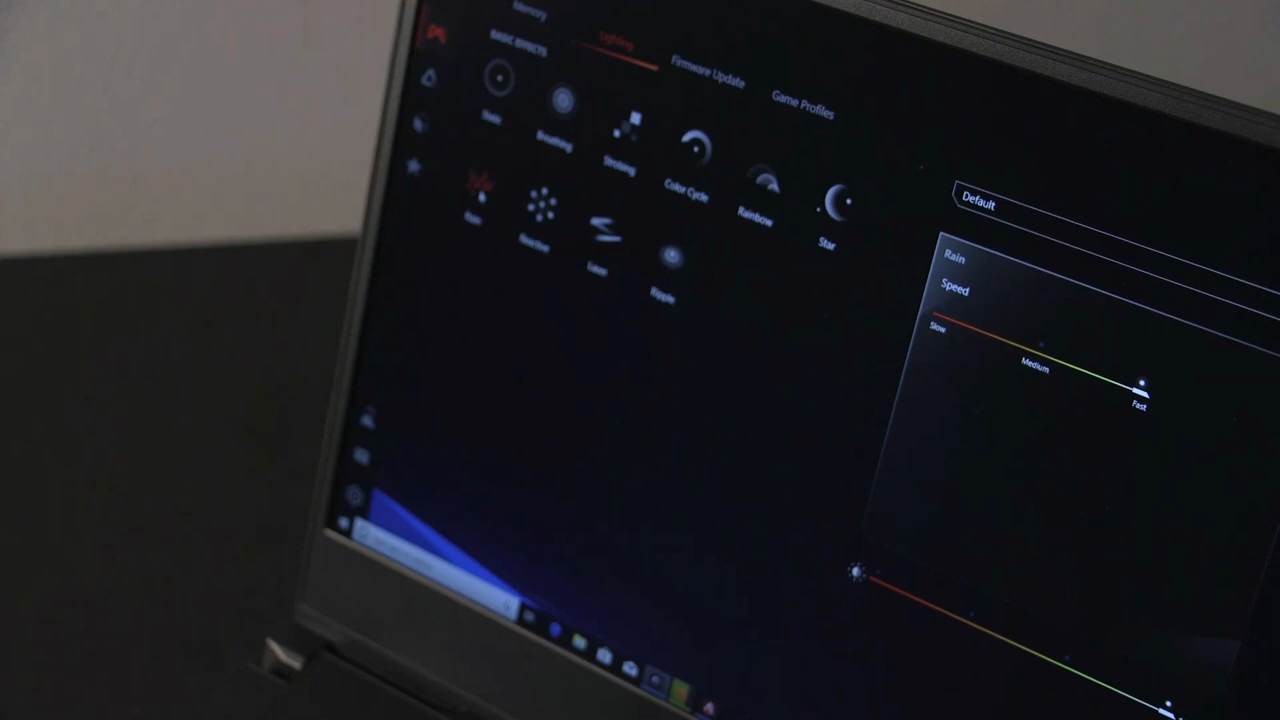 Memory
Lighting
Firmware Update
Game Profiles
BASIC EFFECTS
Static
Breathing
Strobing
Color Cycle
Rainbow
Star
Rain
Reactive
Laser
Ripple
Default
Rain
Speed
Slow
Medium
Fast